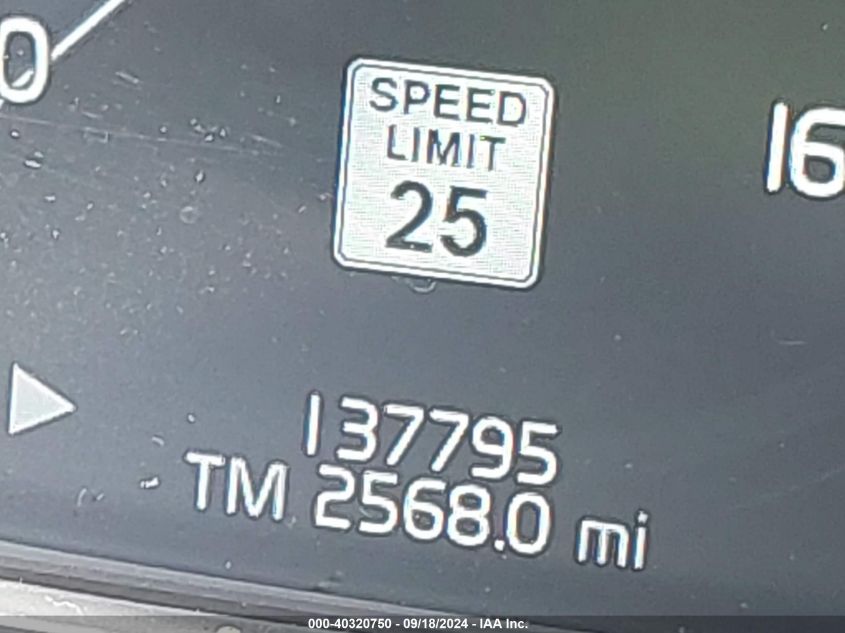 0
SPEED
LIMIT
25
16
137795
TM 2568.0 mi
000-40320750 - 09/18/2024 - IAA Inc.